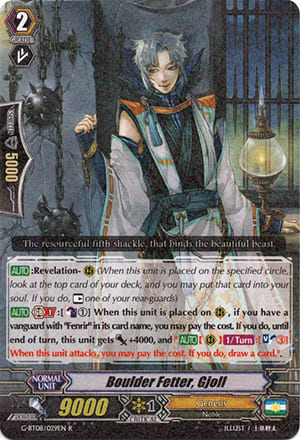 2
GRADE
5000
The resourceful fifth shackle, that binds the beautiful beast.
AUTO :Revelation- (When this unit is placed on the specified circle,
look at the top card of your deck, and you may put that card into your
soul. If you do, one of your rear-guards)
AUTO GB 1 :[ ] When this unit is placed on , if you have a
vanguard with "Fenrir" in its card name, you may pay the cost. If you do, until
end of turn, this unit gets +4000, and "AUTO [ 1/Turn ]:
When this unit attacks, you may pay the cost. If you do, draw a card.".
NORMAL
UNIT
Boulder Fetter, Gjoll
POWER
9000
1
CRITICAL
Genesis
Noble
G-BT08/029EN R
ILLUST /